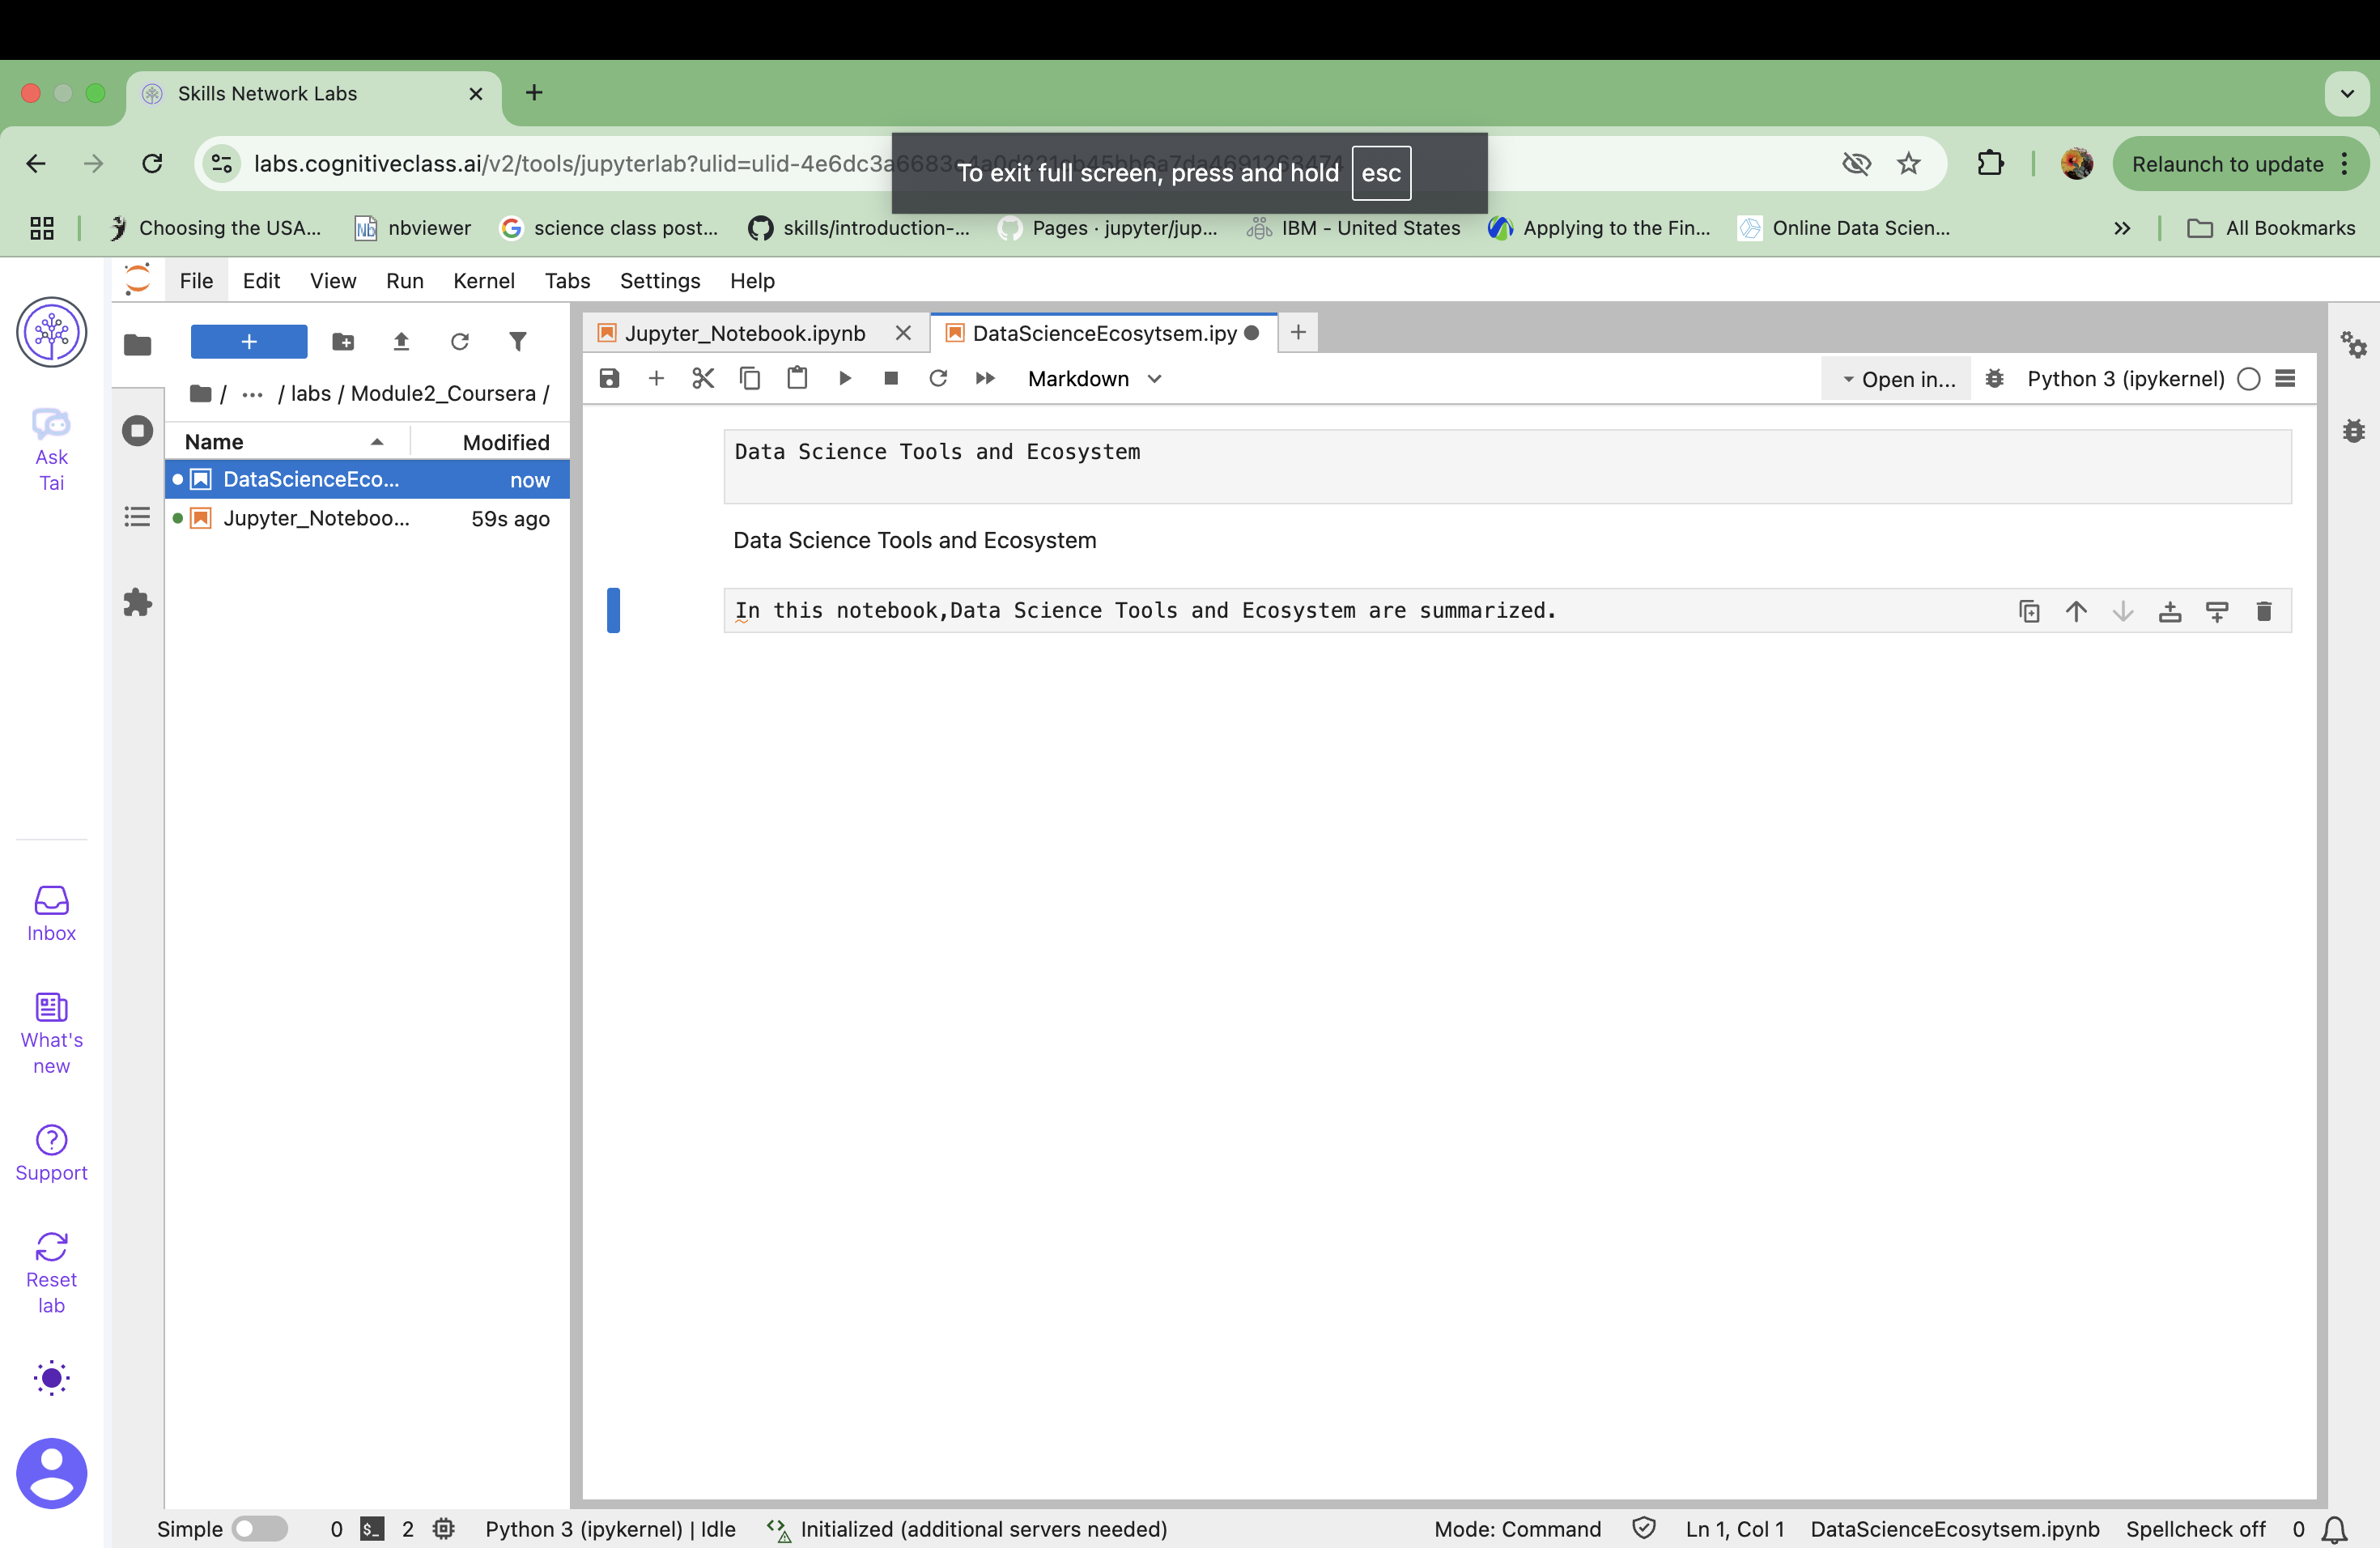 Skills Network Labs
labs.cognitiveclass.ai/v2/tools/jupyterlab?ulid=ulid-
To exit full screen, press and hold esc
Relaunch to update
Choosing the USA...
nbviewer
science class post...
skills/introduction-...
Pages · jupyter/jup...
IBM - United States
Applying to the Fin...
Online Data Scien...
All Bookmarks
File Edit View Run Kernel Tabs Settings Help
Ask
Tai
Inbox
What's
new
Support
Reset
lab
/ ... / labs / Module2_Coursera /
Name Modified
DataScienceEco... now
Jupyter_Noteboo... 59s ago
Jupyter_Notebook.ipynb
DataScienceEcosytsem.ipy
Markdown
Open in...
Python 3 (ipykernel)
Data Science Tools and Ecosystem
Data Science Tools and Ecosystem
In this notebook,Data Science Tools and Ecosystem are summarized.
Simple 0 $_ 2 Python 3 (ipykernel) | Idle Initialized (additional servers needed) Mode: Command Ln 1, Col 1 DataScienceEcosytsem.ipynb Spellcheck off 0